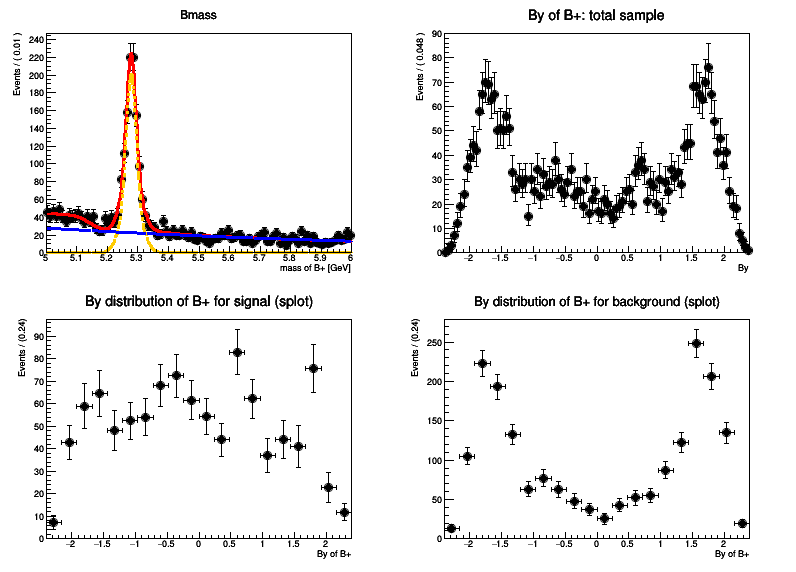 Bmass
Events / ( 0.01 )
240
220
200
180
160
140
120
100
80
60
40
20
0
5 5.1 5.2 5.3 5.4 5.5 5.6 5.7 5.8 5.9 6
mass of B+ [GeV]
By of B+: total sample
Events / ( 0.048 )
90
80
70
60
50
40
30
20
10
0
−2 −1.5 −1 −0.5 0 0.5 1 1.5 2
By
By distribution of B+ for signal (splot)
Events / (0.24)
90
80
70
60
50
40
30
20
10
0
−2 −1.5 −1 −0.5 0 0.5 1 1.5 2
By of B+
By distribution of B+ for background (splot)
Events / (0.24)
250
200
150
100
50
0
−2 −1.5 −1 −0.5 0 0.5 1 1.5 2
By of B+